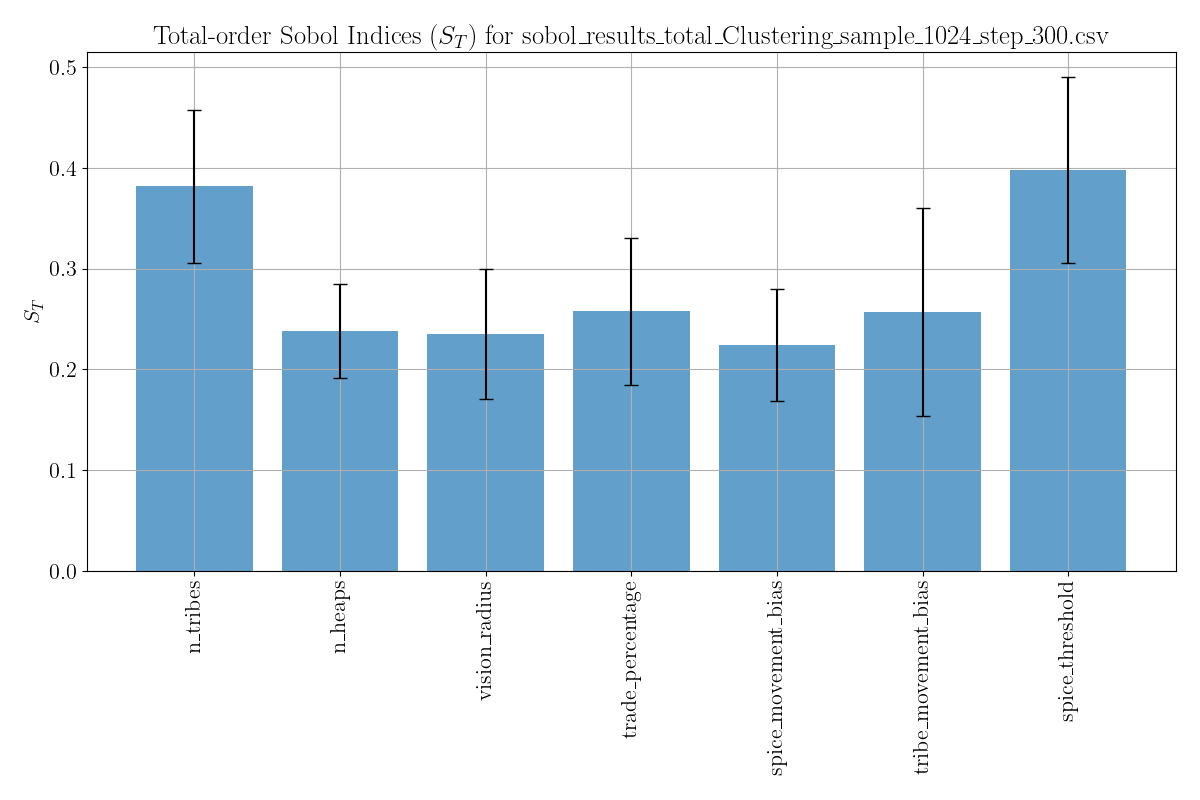 Total-order Sobol Indices (S_T) for sobol_results_total_Clustering_sample_1024_step_300.csv
0.5
0.4
0.3
0.2
0.1
0.0
S_T
n_tribes
n_heaps
vision_radius
trade_percentage
spice_movement_bias
tribe_movement_bias
spice_threshold